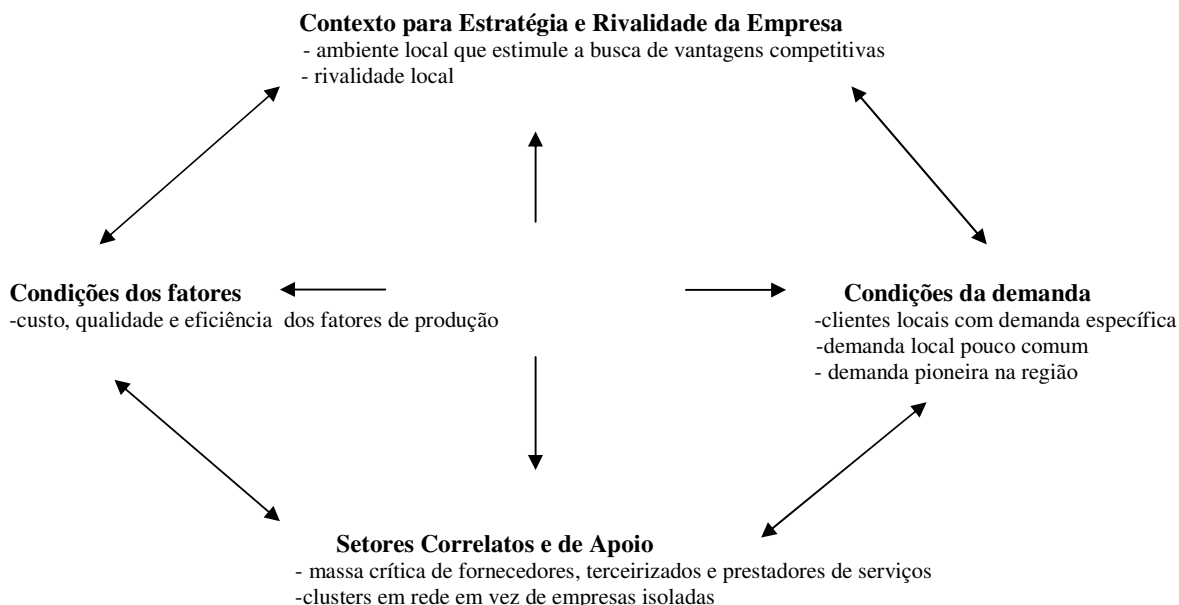 Contexto para Estratégia e Rivalidade da Empresa
- ambiente local que estimule a busca de vantagens competitivas
- rivalidade local
Condições dos fatores
-custo, qualidade e eficiência dos fatores de produção
Condições da demanda
-clientes locais com demanda específica
-demanda local pouco comum
- demanda pioneira na região
Setores Correlatos e de Apoio
- massa crítica de fornecedores, terceirizados e prestadores de serviços
-clusters em rede em vez de empresas isoladas